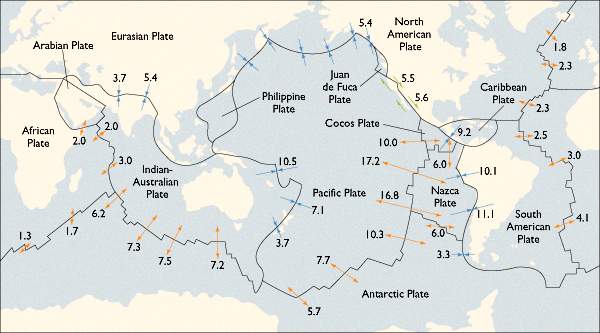 5.4
North
American
Plate
1.8
2.3
Eurasian Plate
Arabian Plate
3.7
5.4
Juan
de Fuca
Plate
5.5
5.6
Caribbean
Plate
2.3
Philippine
Plate
Cocos Plate
9.2
2.5
African
Plate
2.0
2.0
10.0
3.0
3.0
Indian-
Australian
Plate
10.5
17.2
6.0
10.1
Pacific Plate
16.8
Nazca
Plate
6.2
7.1
11.1
South
American
Plate
4.1
1.3
1.7
7.3
7.5
7.2
3.7
10.3
6.0
3.3
7.7
5.7
Antarctic Plate